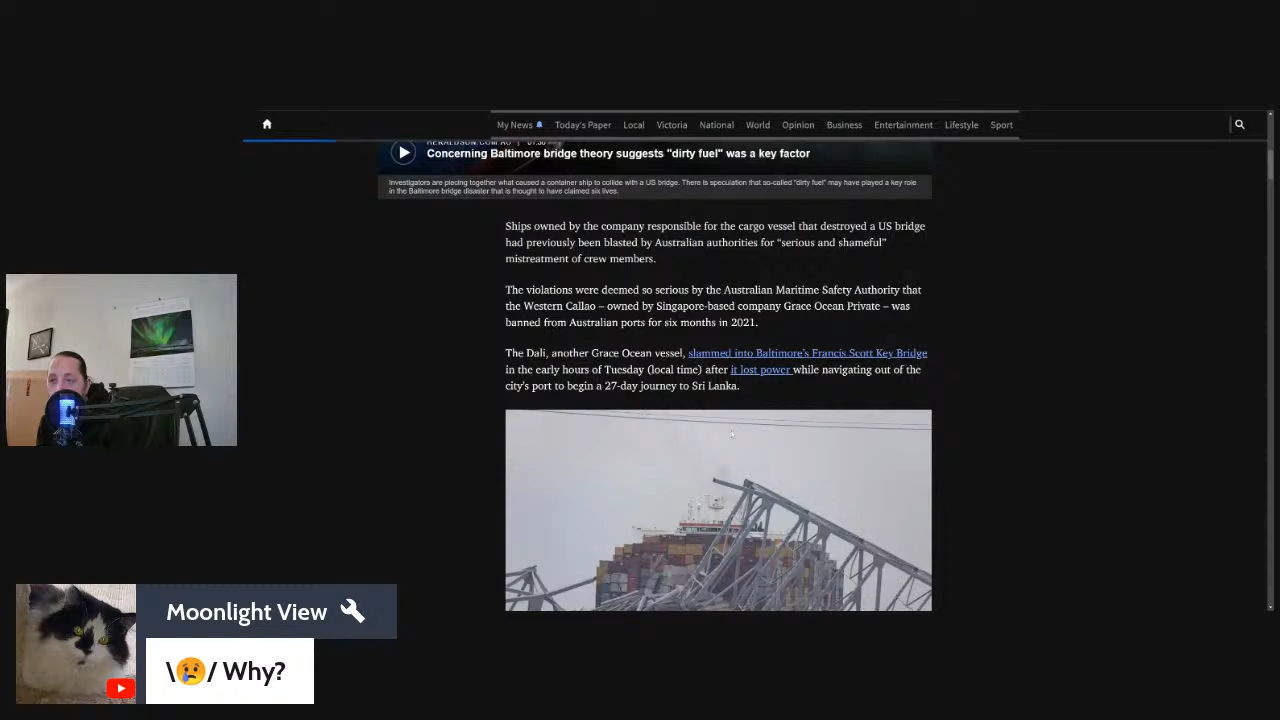 My News Today's Paper Local Victoria National World Opinion Business Entertainment Lifestyle Sport
HERALDSUN.COM.AU | 01:30
Concerning Baltimore bridge theory suggests "dirty fuel" was a key factor
Investigators are piecing together what caused a container ship to collide with a US bridge. There is speculation that so-called "dirty fuel" may have played a key role
in the Baltimore bridge disaster that is thought to have claimed six lives.
Ships owned by the company responsible for the cargo vessel that destroyed a US bridge
had previously been blasted by Australian authorities for “serious and shameful”
mistreatment of crew members.
The violations were deemed so serious by the Australian Maritime Safety Authority that
the Western Callao – owned by Singapore-based company Grace Ocean Private – was
banned from Australian ports for six months in 2021.
The Dali, another Grace Ocean vessel, slammed into Baltimore’s Francis Scott Key Bridge
in the early hours of Tuesday (local time) after it lost power while navigating out of the
city’s port to begin a 27-day journey to Sri Lanka.
Moonlight View
\😢/ Why?